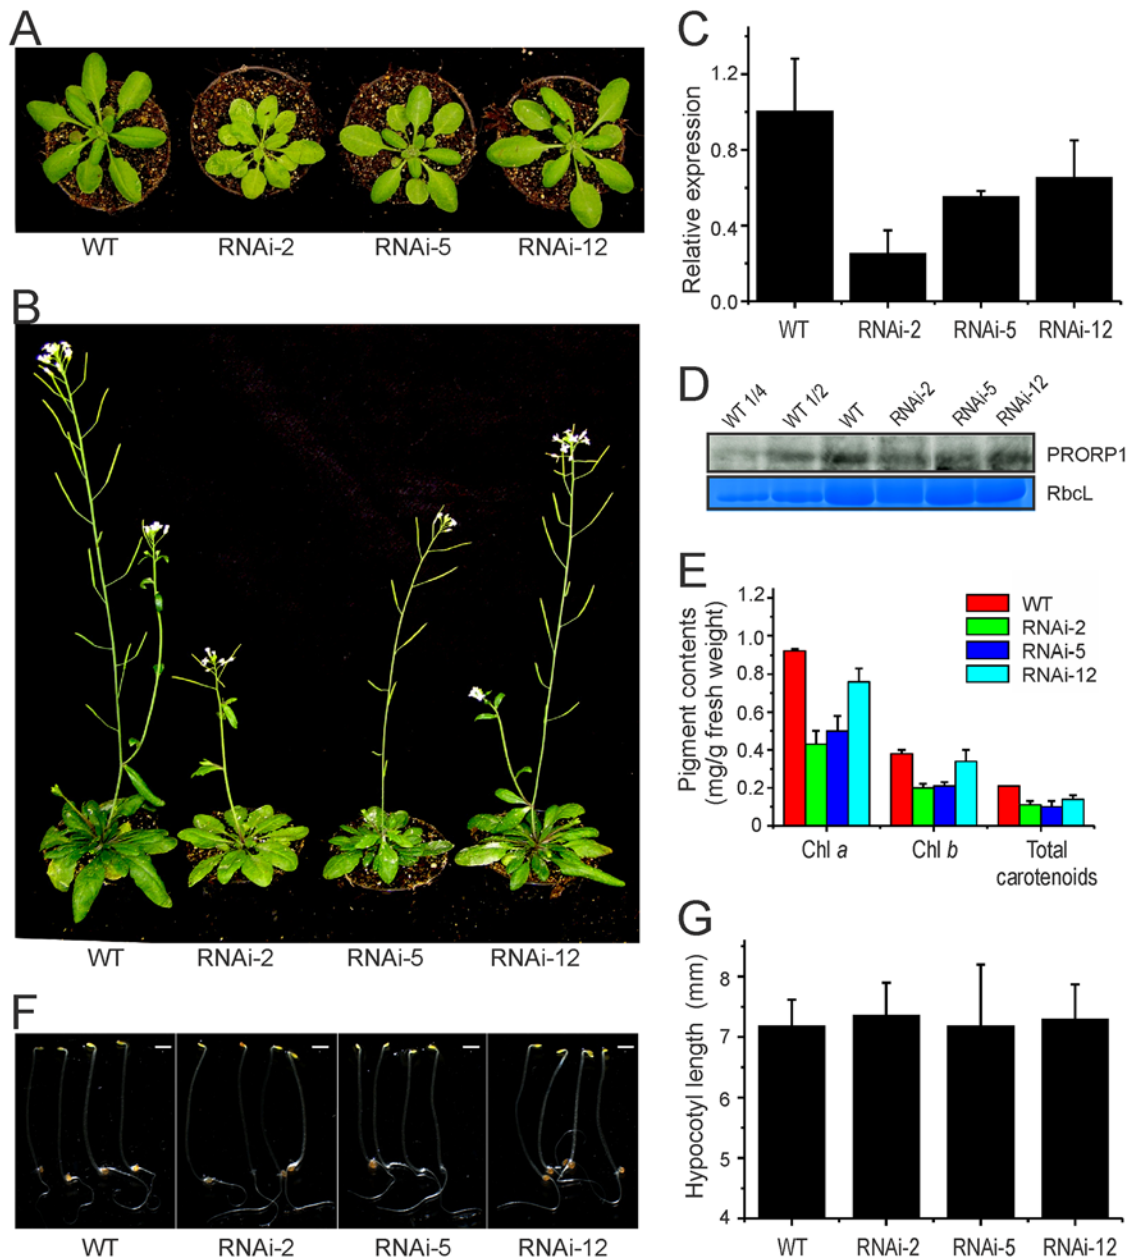 A
WT RNAi-2 RNAi-5 RNAi-12
B
WT RNAi-2 RNAi-5 RNAi-12
F
WT RNAi-2 RNAi-5 RNAi-12
C
Relative expression
1.2
0.8
0.4
0.0
WT RNAi-2 RNAi-5 RNAi-12
D
WT 1/4 WT 1/2 WT RNAi-2 RNAi-5 RNAi-12
PRORP1
RbcL
E
Pigment contents
(mg/g fresh weight)
1.2
1.0
0.8
0.6
0.4
0.2
0
WT
RNAi-2
RNAi-5
RNAi-12
Chl a Chl b Total
carotenoids
G
Hypocotyl length (mm)
8
7
6
5
4
WT RNAi-2 RNAi-5 RNAi-12